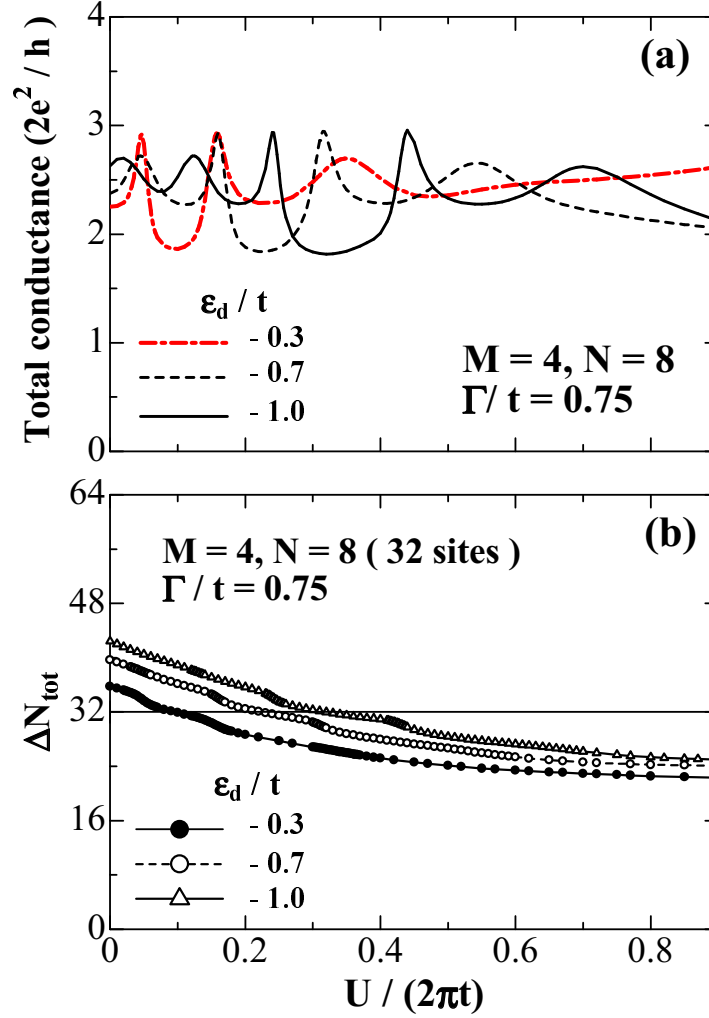 4
(a)
3
2
1
0
Total conductance (2e² / h)
ε_d / t
- 0.3
- 0.7
- 1.0
M = 4, N = 8
Γ/ t = 0.75
64
(b)
48
32
16
0
ΔN_tot
M = 4, N = 8 ( 32 sites )
Γ / t = 0.75
ε_d / t
- 0.3
- 0.7
- 1.0
0 0.2 0.4 0.6 0.8
U / (2πt)